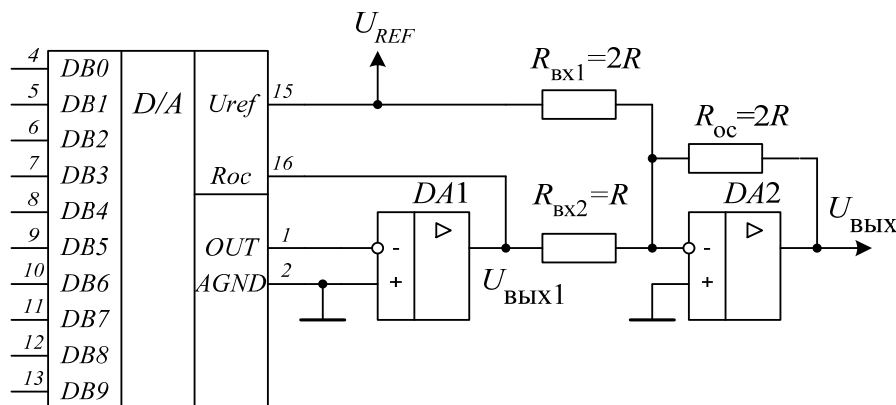 U_REF
R_вх1=2R
R_ос=2R
4 DB0
5 DB1
6 DB2
7 DB3
8 DB4
9 DB5
10 DB6
11 DB7
12 DB8
13 DB9
D/A
Uref 15
Roc 16
OUT 1
AGND 2
DA1
-
+
▷
U_вых1
R_вх2=R
DA2
-
+
▷
U_вых